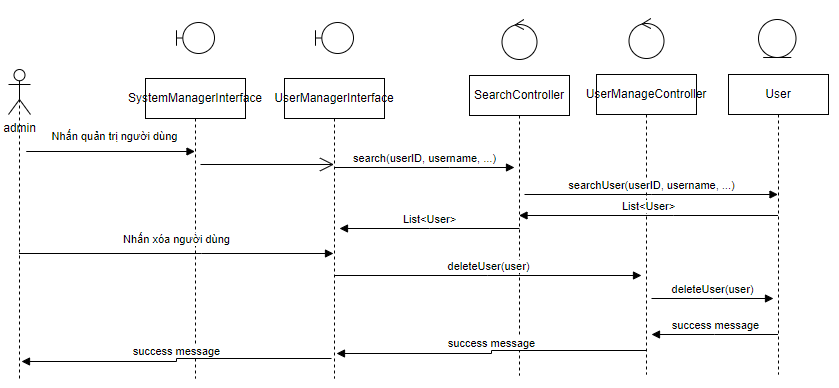 SystemManagerInterface
UserManagerInterface
SearchController
UserManageController
User
admin
Nhấn quản trị người dùng
search(userID, username, ...)
searchUser(userID, username, ...)
List<User>
List<User>
Nhấn xóa người dùng
deleteUser(user)
deleteUser(user)
success message
success message
success message